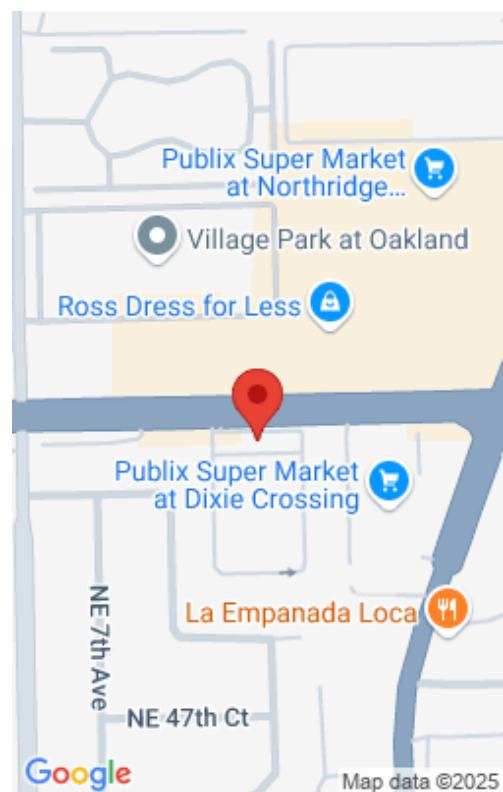 Publix Super Market
at Northridge...
Village Park at Oakland
Ross Dress for Less
Publix Super Market
at Dixie Crossing
La Empanada Loca
NE 7th Ave
NE 47th Ct
Google
Map data ©2025